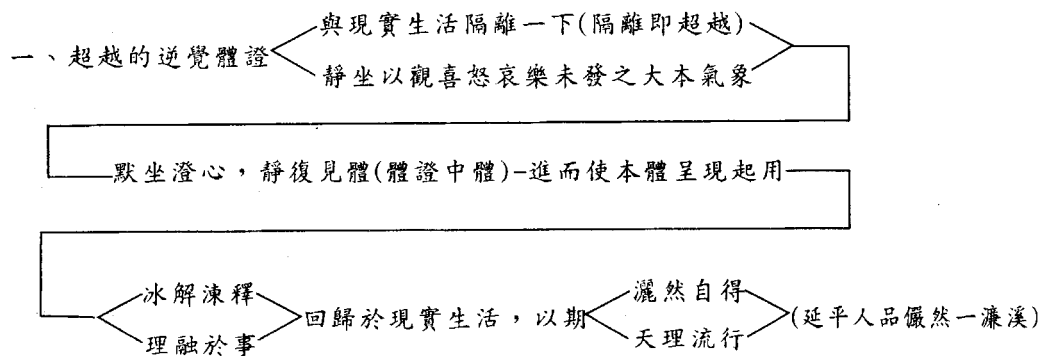 與現實生活隔離一下(隔離即超越)
一、超越的逆覺體證
靜坐以觀喜怒哀樂未發之大本氣象
默坐澄心，靜復見體(體證中體)-進而使本體呈現起用
冰解凍釋
灑然自得
回歸於現實生活，以期
(延平人品儼然一濂溪)
理融於事
天理流行